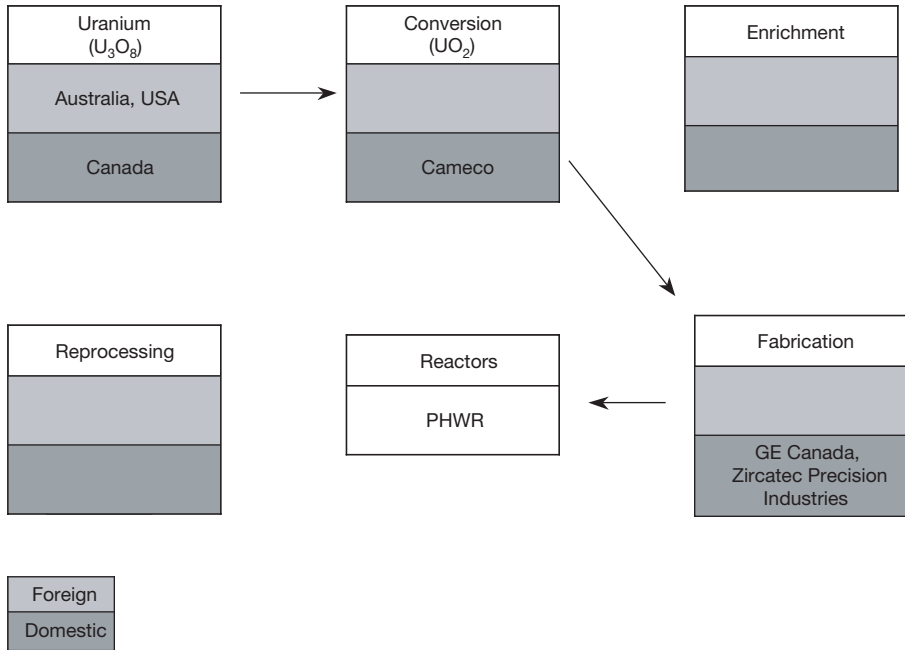 Uranium
(U₃O₈)
Australia, USA
Canada
Conversion
(UO₂)
Cameco
Enrichment
Reprocessing
Reactors
PHWR
Fabrication
GE Canada,
Zircatec Precision
Industries
Foreign
Domestic